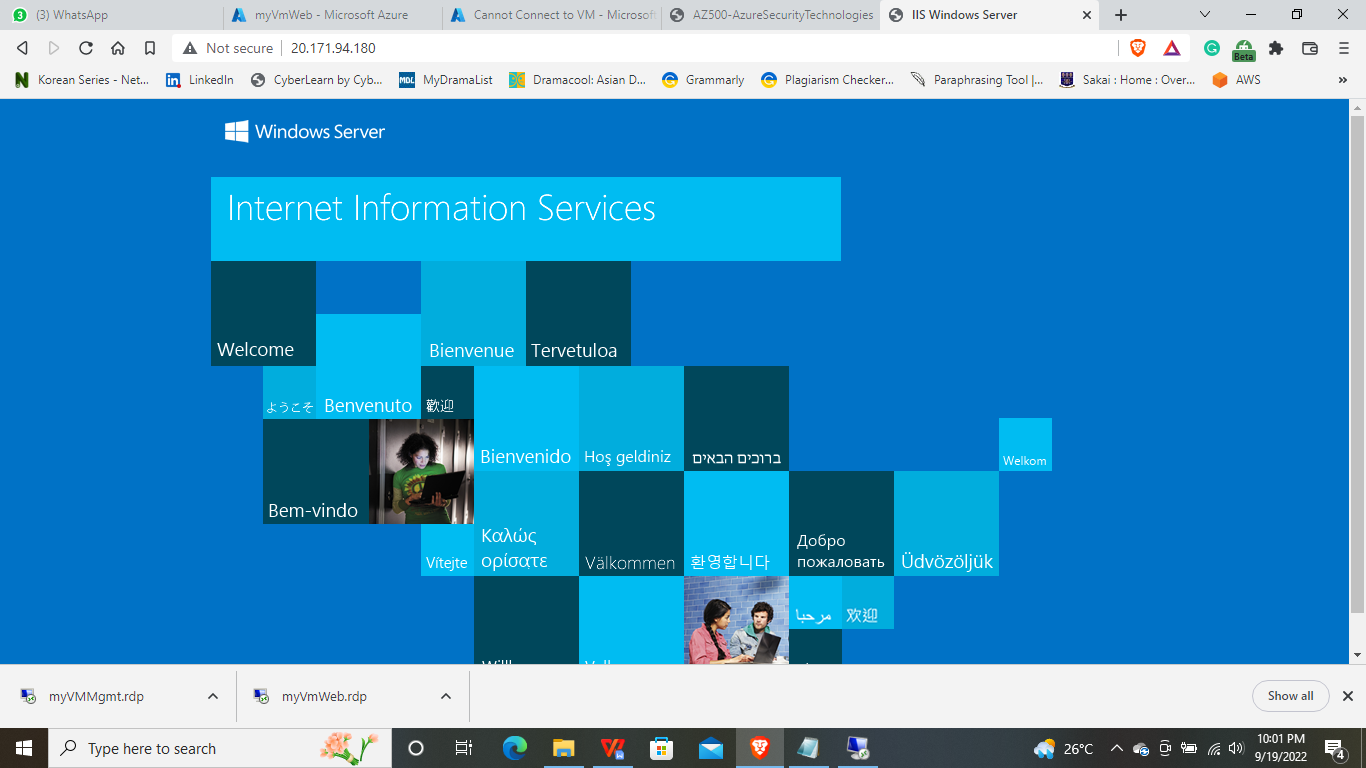 (3) WhatsApp
myVmWeb - Microsoft Azure
Cannot Connect to VM - Microsoft
AZ500-AzureSecurityTechnologies
IIS Windows Server
Not secure
20.171.94.180
Beta
Korean Series - Net...
LinkedIn
CyberLearn by Cyb...
MDL
MyDramaList
Dramacool: Asian D...
Grammarly
Plagiarism Checker...
Paraphrasing Tool |...
Sakai : Home : Over...
AWS
Windows Server
Internet Information Services
Welcome
Bienvenue
Tervetuloa
ようこそ
Benvenuto
歡迎
Bienvenido
Hoş geldiniz
ברוכים הבאים
Welkom
Bem-vindo
Vítejte
Καλώς
ορίσατε
Välkommen
환영합니다
Добро
пожаловать
Üdvözöljük
مرحبا
欢迎
myVMMgmt.rdp
myVmWeb.rdp
Show all
Type here to search
26°C
10:01 PM
9/19/2022
4